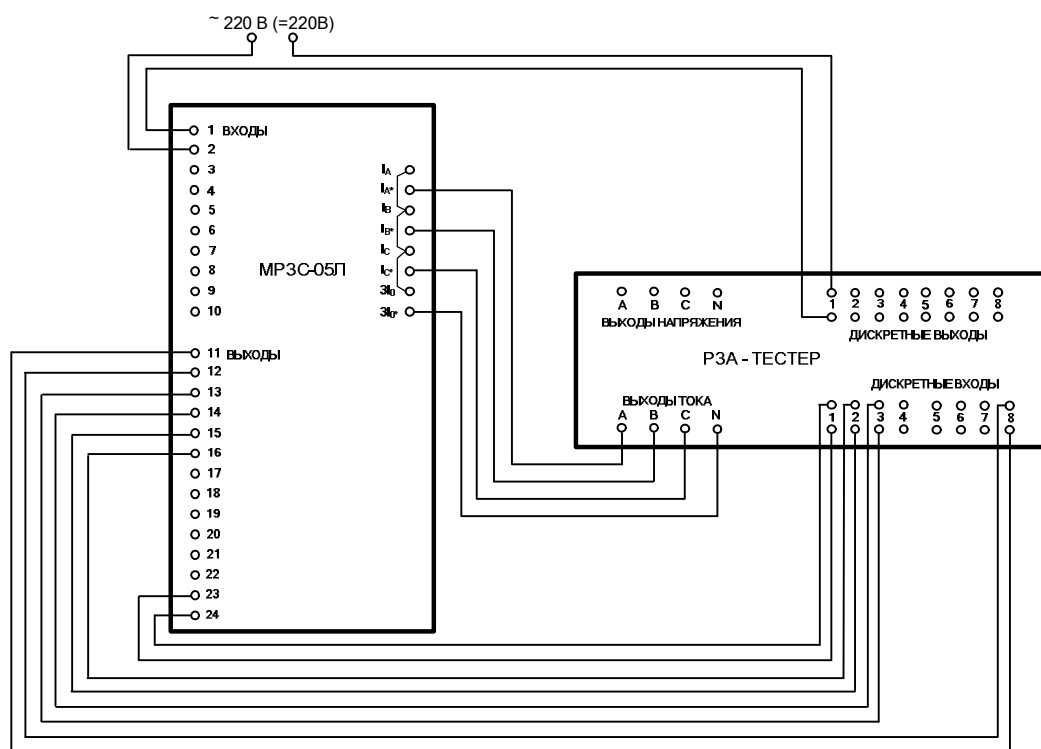 ~ 220 В (=220В)
1 ВХОДЫ
2
3
4
5
6
7
8
9
10
11 ВЫХОДЫ
12
13
14
15
16
17
18
19
20
21
22
23
24
МРЗС-05Л
IA
IA*
IB
IB*
IC
IC*
3I0
3I0*
A B C N
ВЫХОДЫ НАПРЯЖЕНИЯ
1 2 3 4 5 6 7 8
ДИСКРЕТНЫЕ ВЫХОДЫ
РЗА - ТЕСТЕР
ДИСКРЕТНЫЕ ВХОДЫ
ВЫХОДЫ ТОКА
A B C N
1 2 3 4 5 6 7 8